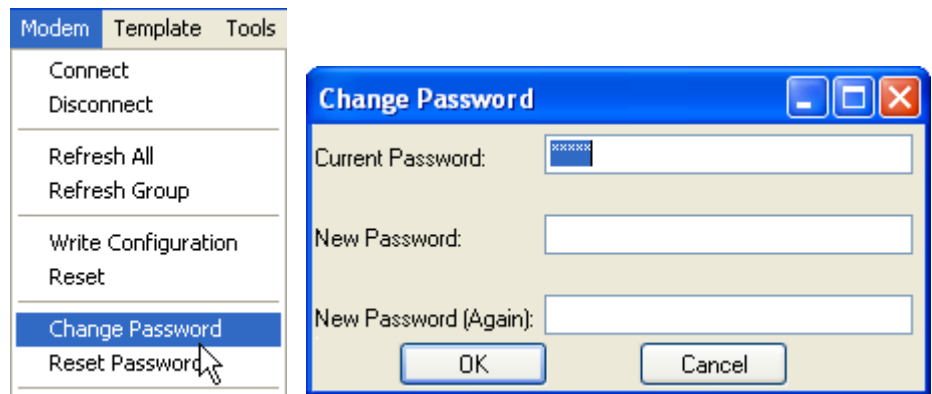 Modem Template Tools
Connect
Disconnect
Refresh All
Refresh Group
Write Configuration
Reset
Change Password
Reset Password
Change Password
Current Password: *****
New Password:
New Password (Again):
OK Cancel